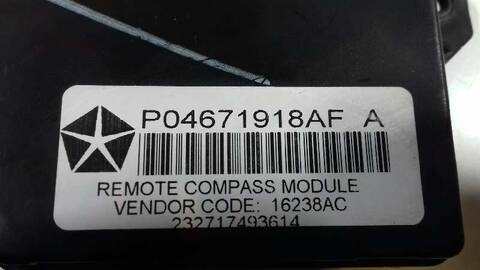 P04671918AF A
REMOTE COMPASS MODULE
VENDOR CODE: 16238AC
232717493614